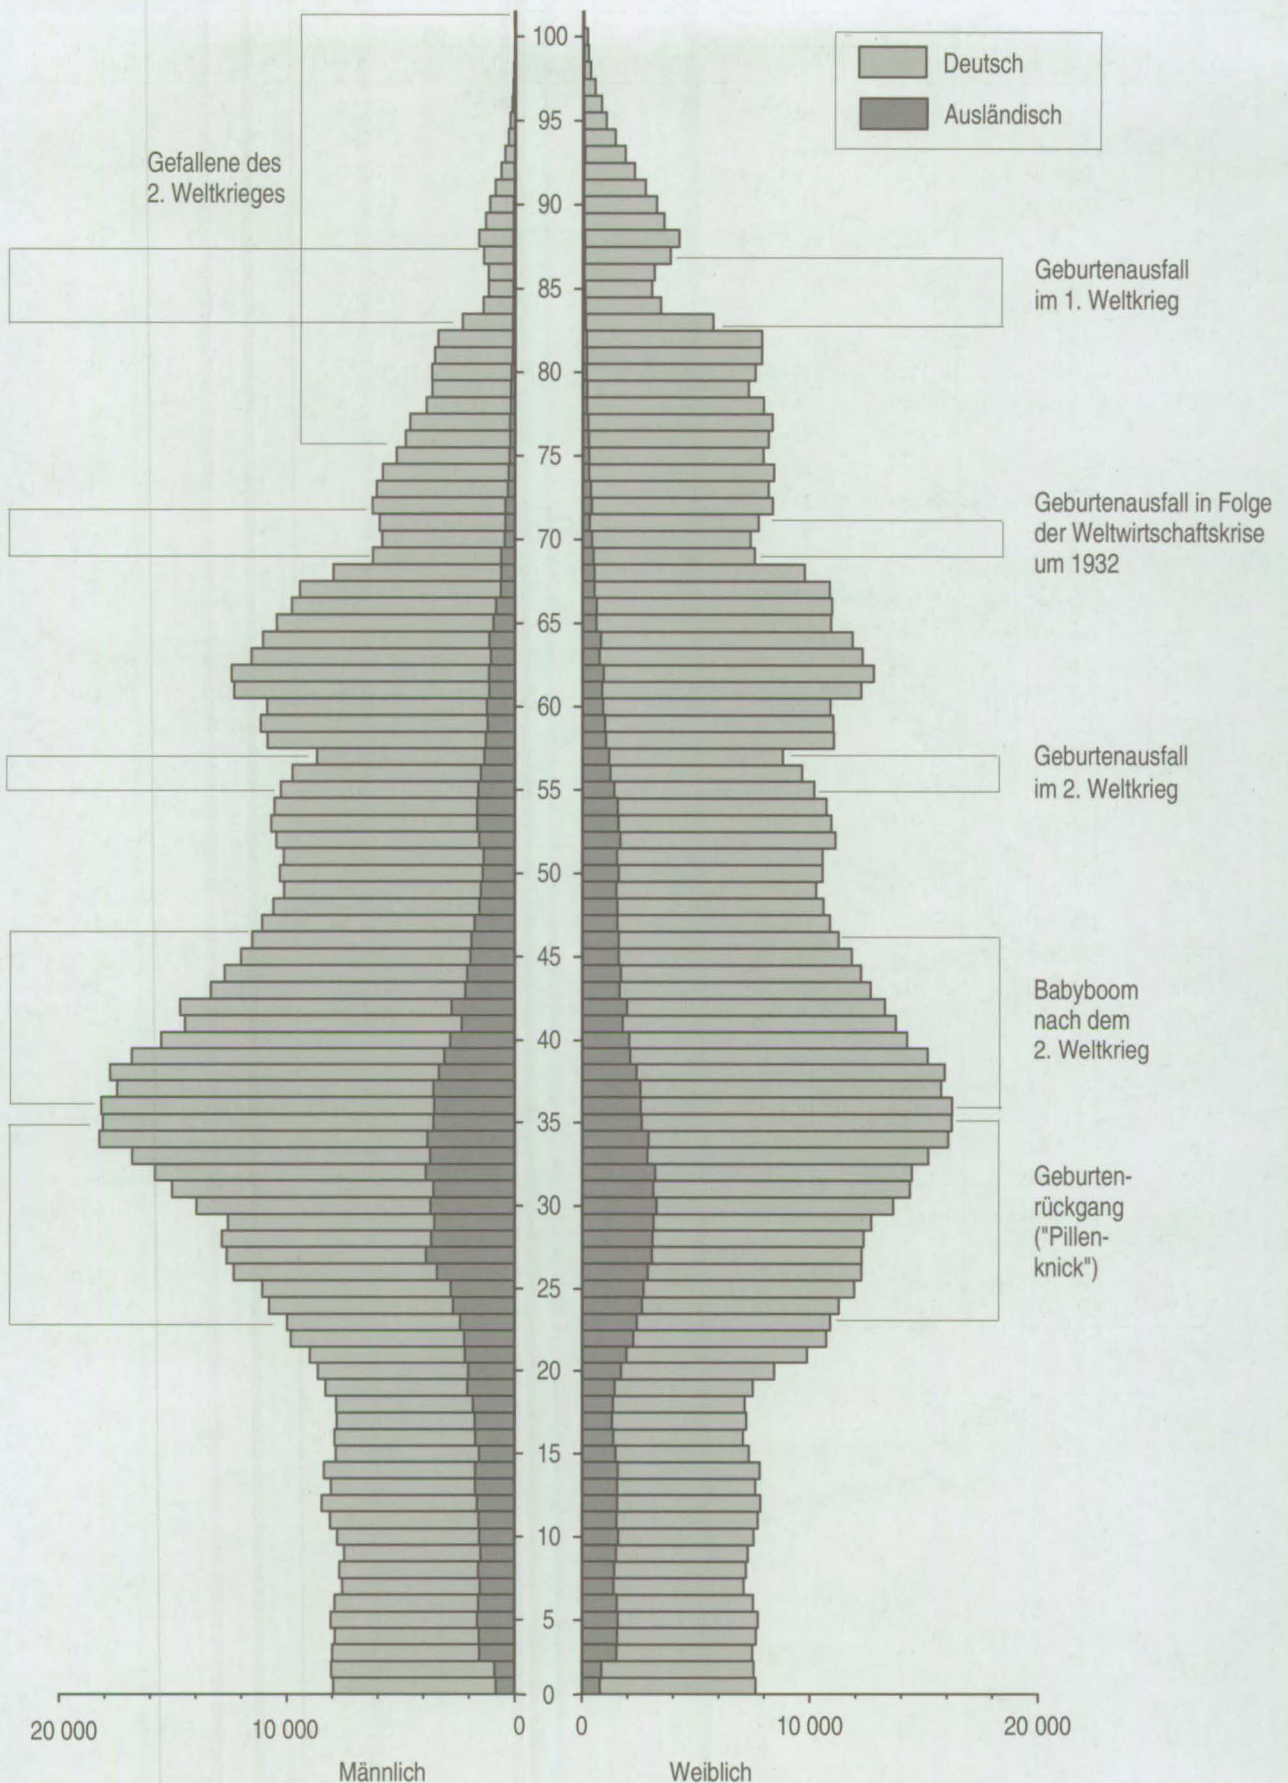 100
95
90
85
80
75
70
65
60
55
50
45
40
35
30
25
20
15
10
5
0
Deutsch
Ausländisch
Gefallene des
2. Weltkrieges
Geburtenausfall
im 1. Weltkrieg
Geburtenausfall in Folge
der Weltwirtschaftskrise
um 1932
Geburtenausfall
im 2. Weltkrieg
Babyboom
nach dem
2. Weltkrieg
Geburten-
rückgang
("Pillen-
knick")
20 000 10 000 0 0 10 000 20 000
Männlich Weiblich